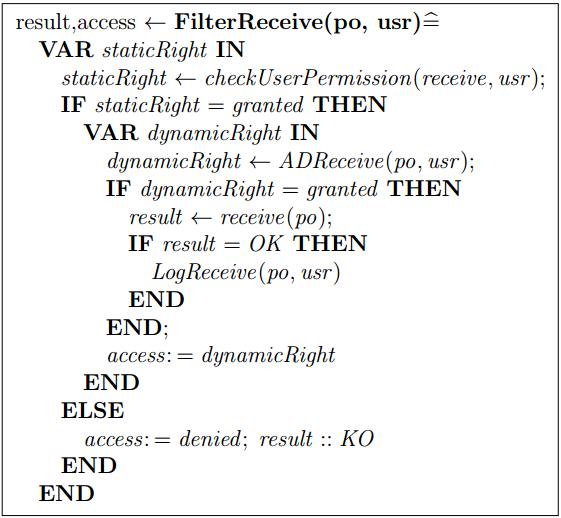 result,access ← FilterReceive(po, usr)≙
VAR staticRight IN
staticRight ← checkUserPermission(receive, usr);
IF staticRight = granted THEN
VAR dynamicRight IN
dynamicRight ← ADReceive(po, usr);
IF dynamicRight = granted THEN
result ← receive(po);
IF result = OK THEN
LogReceive(po, usr)
END
END;
access: = dynamicRight
END
ELSE
access: = denied; result :: KO
END
END